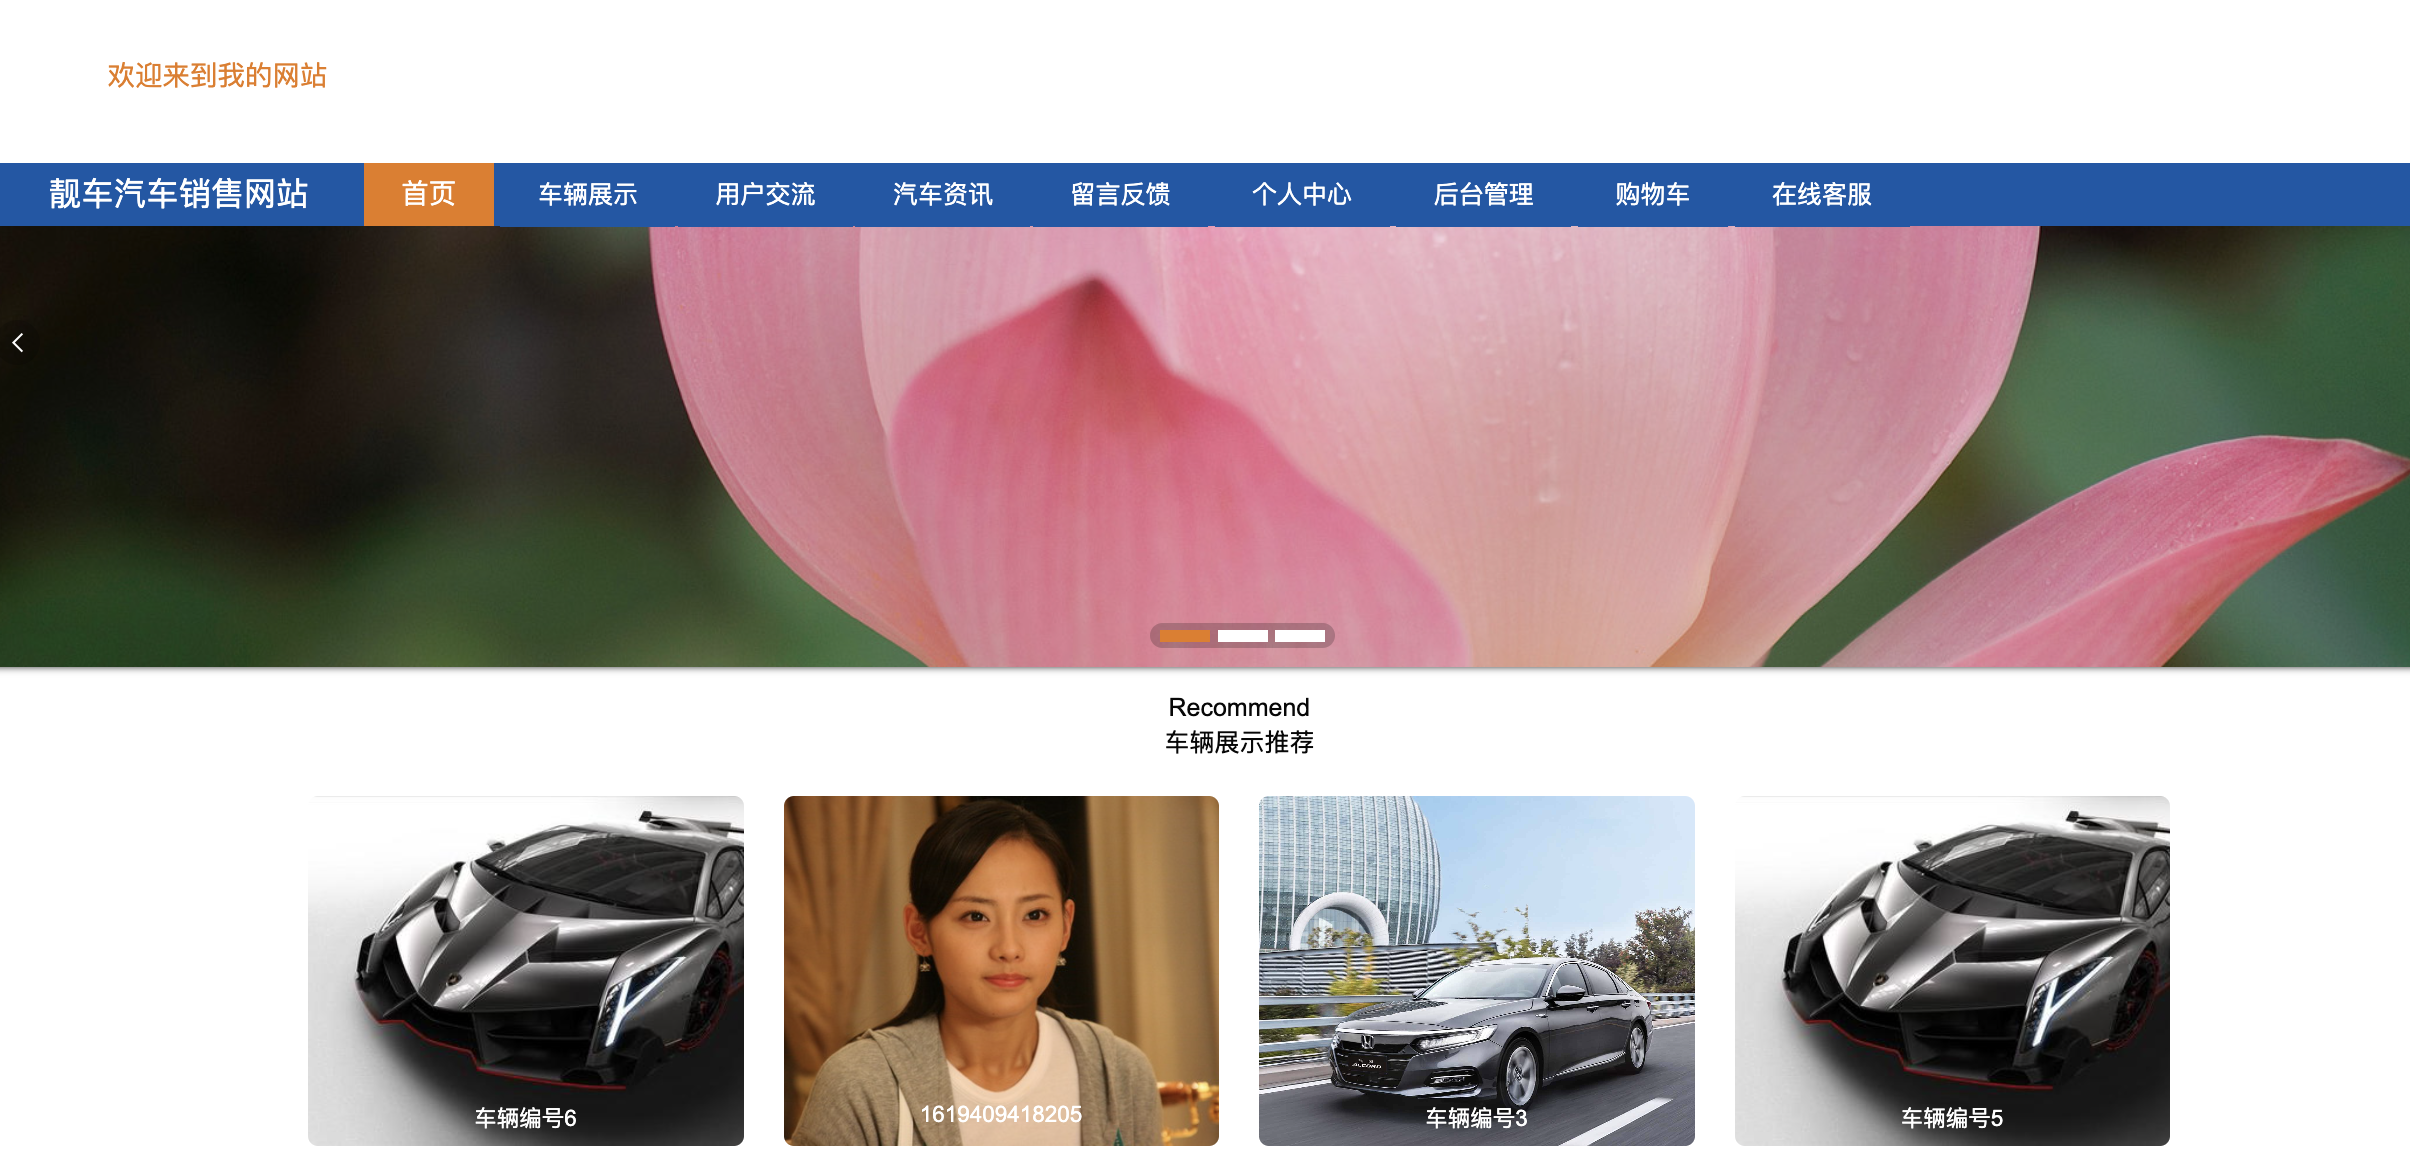 欢迎来到我的网站
靓车汽车销售网站 首页 车辆展示 用户交流 汽车资讯 留言反馈 个人中心 后台管理 购物车 在线客服
Recommend
车辆展示推荐
车辆编号6
1619409418205
ACCORD
车辆编号3
车辆编号5